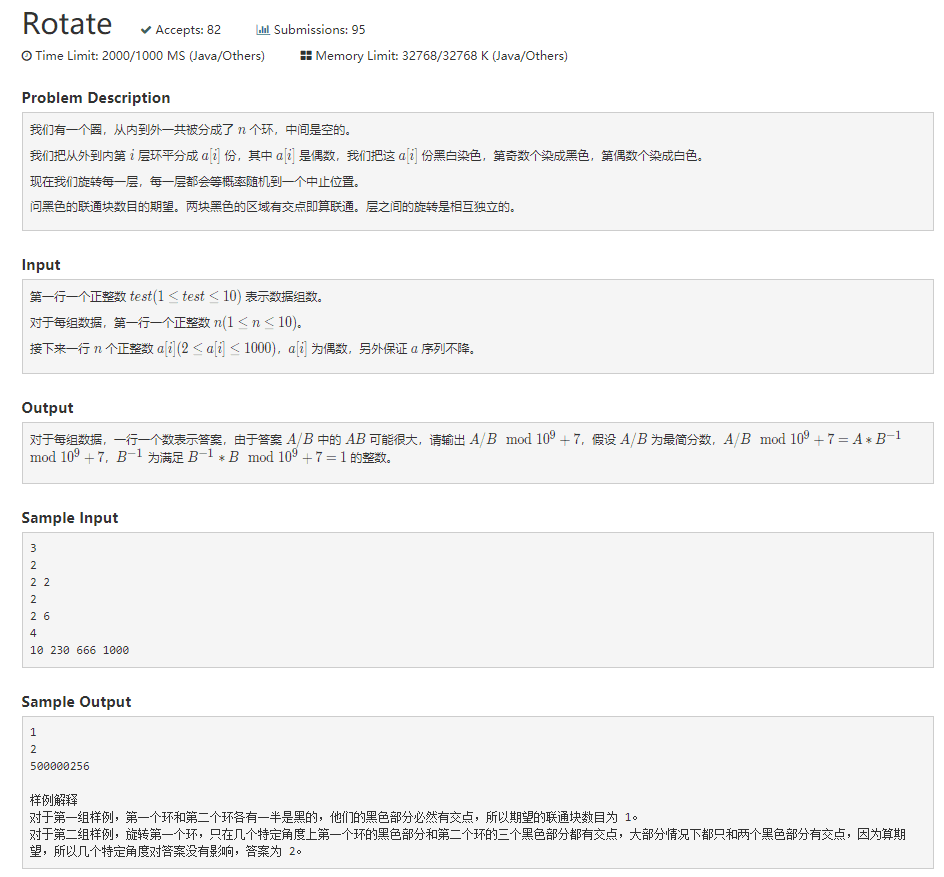 Rotate Accepts: 82 Submissions: 95
Time Limit: 2000/1000 MS (Java/Others) Memory Limit: 32768/32768 K (Java/Others)
Problem Description
我们有一个圆，从内到外一共被分成了 n 个环，中间是空的。
我们把从外到内第 i 层环平分成 a[i] 份，其中 a[i] 是偶数，我们把这 a[i] 份黑白染色，第奇数个染成黑色，第偶数个染成白色。
现在我们旋转每一层，每一层都会等概率随机到一个中止位置。
问黑色的联通块数目的期望。两块黑色的区域有交点即算联通。层之间的旋转是相互独立的。
Input
第一行一个正整数 test(1 ≤ test ≤ 10) 表示数据组数。
对于每组数据，第一行一个正整数 n(1 ≤ n ≤ 10)。
接下来一行 n 个正整数 a[i](2 ≤ a[i] ≤ 1000)，a[i] 为偶数，另外保证 a 序列不降。
Output
对于每组数据，一行一个数表示答案，由于答案 A/B 中的 AB 可能很大，请输出 A/B mod 10^9 + 7，假设 A/B 为最简分数，A/B mod 10^9 + 7 = A * B^-1
mod 10^9 + 7，B^-1 为满足 B^-1 * B mod 10^9 + 7 = 1 的整数。
Sample Input
3
2
2 2
2
2 6
4
10 230 666 1000
Sample Output
1
2
500000256
样例解释
对于第一组样例，第一个环和第二个环各有一半是黑的，他们的黑色部分必然有交点，所以期望的联通块数目为 1。
对于第二组样例，旋转第一个环，只在几个特定角度上第一个环的黑色部分和第二个环的三个黑色部分都有交点，大部分情况下都只和两个黑色部分有交点，因为算期
望，所以几个特定角度对答案没有影响，答案为 2。